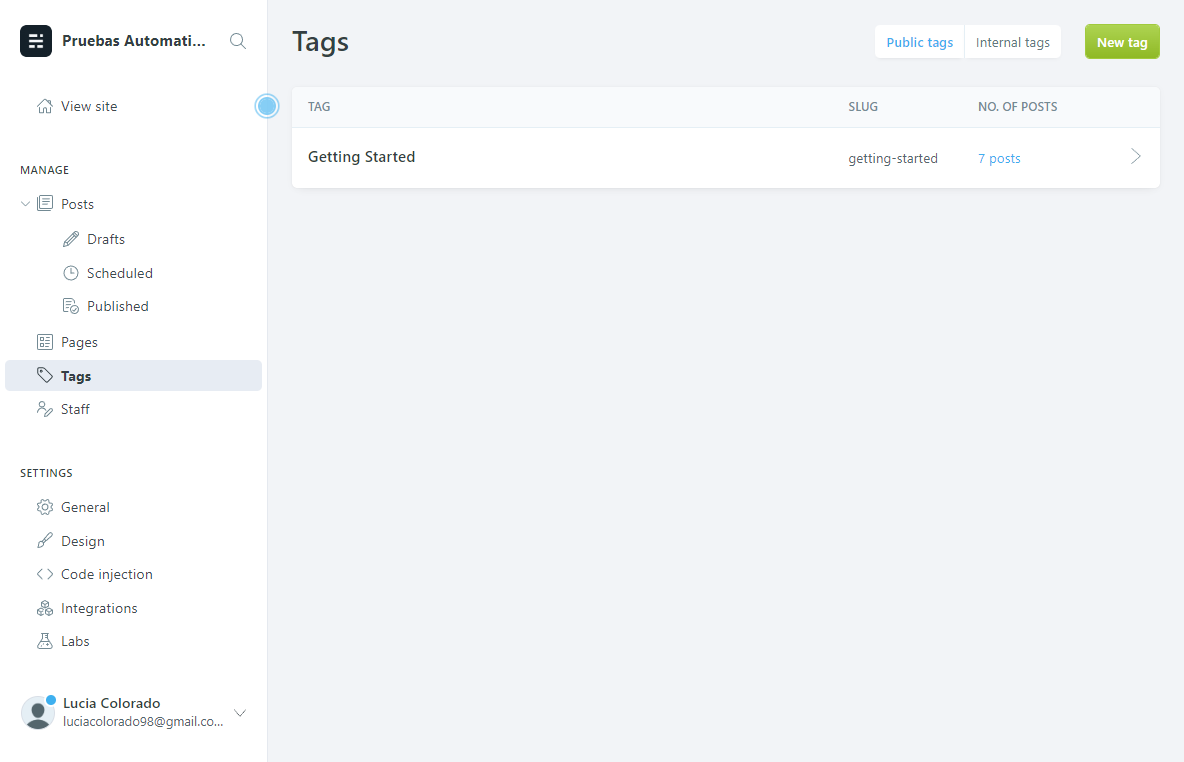 Pruebas Automati...
View site
MANAGE
Posts
Drafts
Scheduled
Published
Pages
Tags
Staff
SETTINGS
General
Design
Code injection
Integrations
Labs
Lucia Colorado
luciacolorado98@gmail.co...
Tags
Public tags
Internal tags
New tag
TAG SLUG NO. OF POSTS
Getting Started getting-started 7 posts